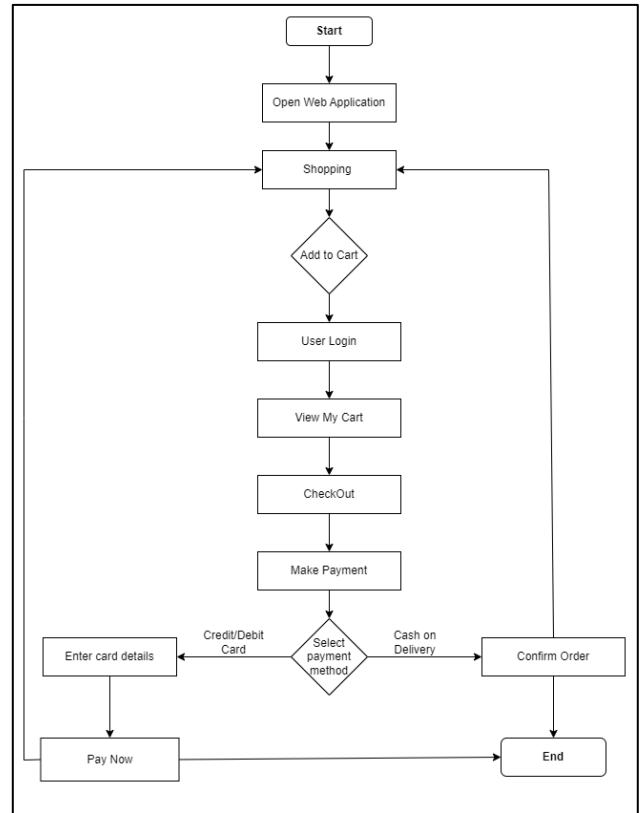 Start
Open Web Application
Shopping
Add to Cart
User Login
View My Cart
CheckOut
Make Payment
Credit/Debit
Card
Select
payment
method
Cash on
Delivery
Enter card details
Confirm Order
Pay Now
End